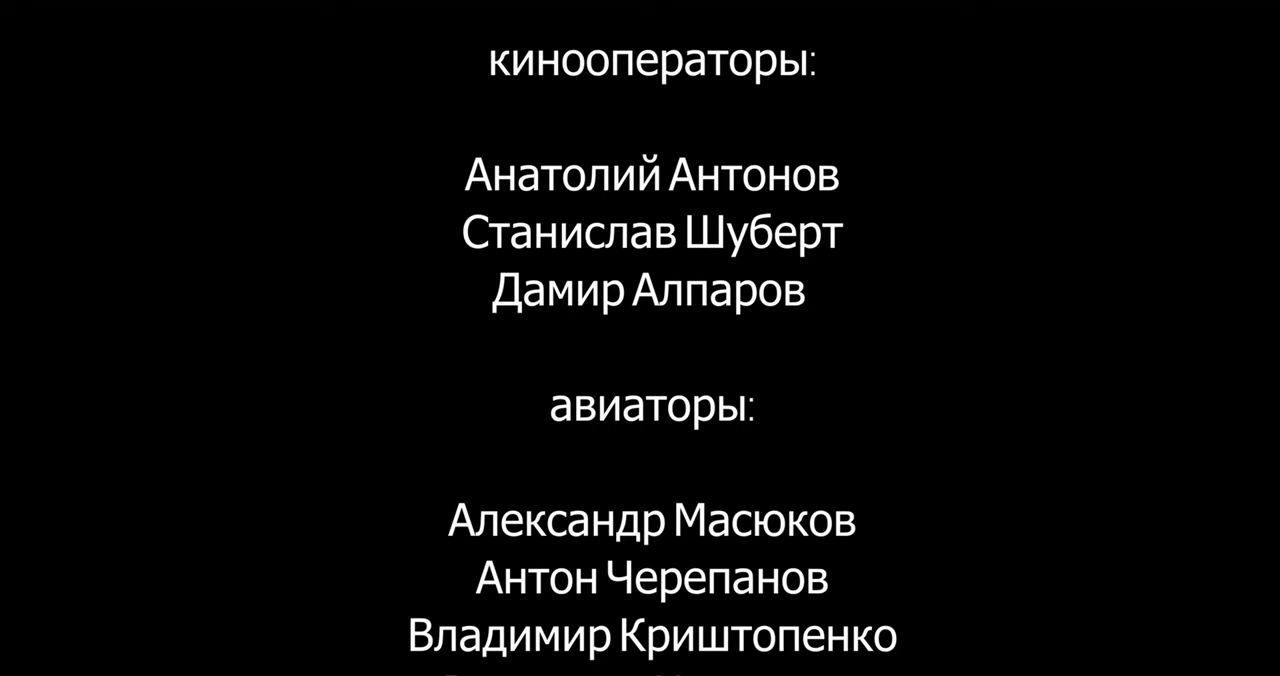 кинооператоры:
Анатолий Антонов
Станислав Шуберт
Дамир Алпаров
авиаторы:
Александр Масюков
Антон Черепанов
Владимир Криштопенко